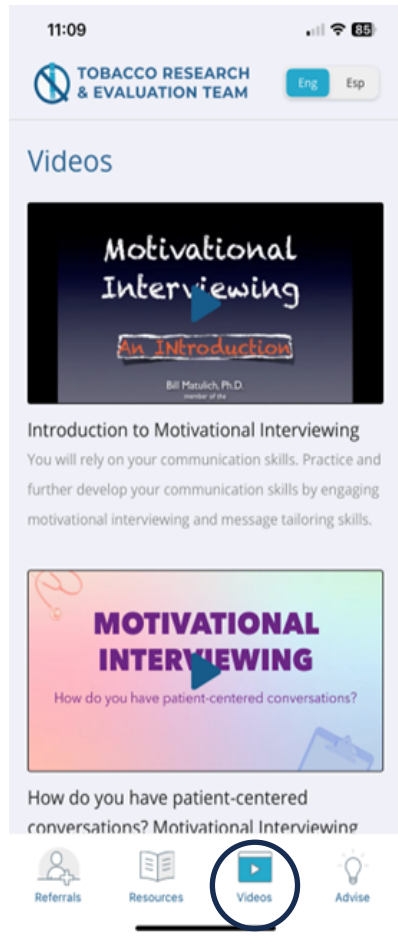 11:09
85
TOBACCO RESEARCH
& EVALUATION TEAM
Eng Esp
Videos
Motivational
Interviewing
An INtroduction
Bill Matulich, Ph.D.
member of the
Introduction to Motivational Interviewing
You will rely on your communication skills. Practice and
further develop your communication skills by engaging
motivational interviewing and message tailoring skills.
MOTIVATIONAL
INTERVIEWING
How do you have patient-centered conversations?
How do you have patient-centered
conversations? Motivational Interviewing
Referrals Resources Videos Advise